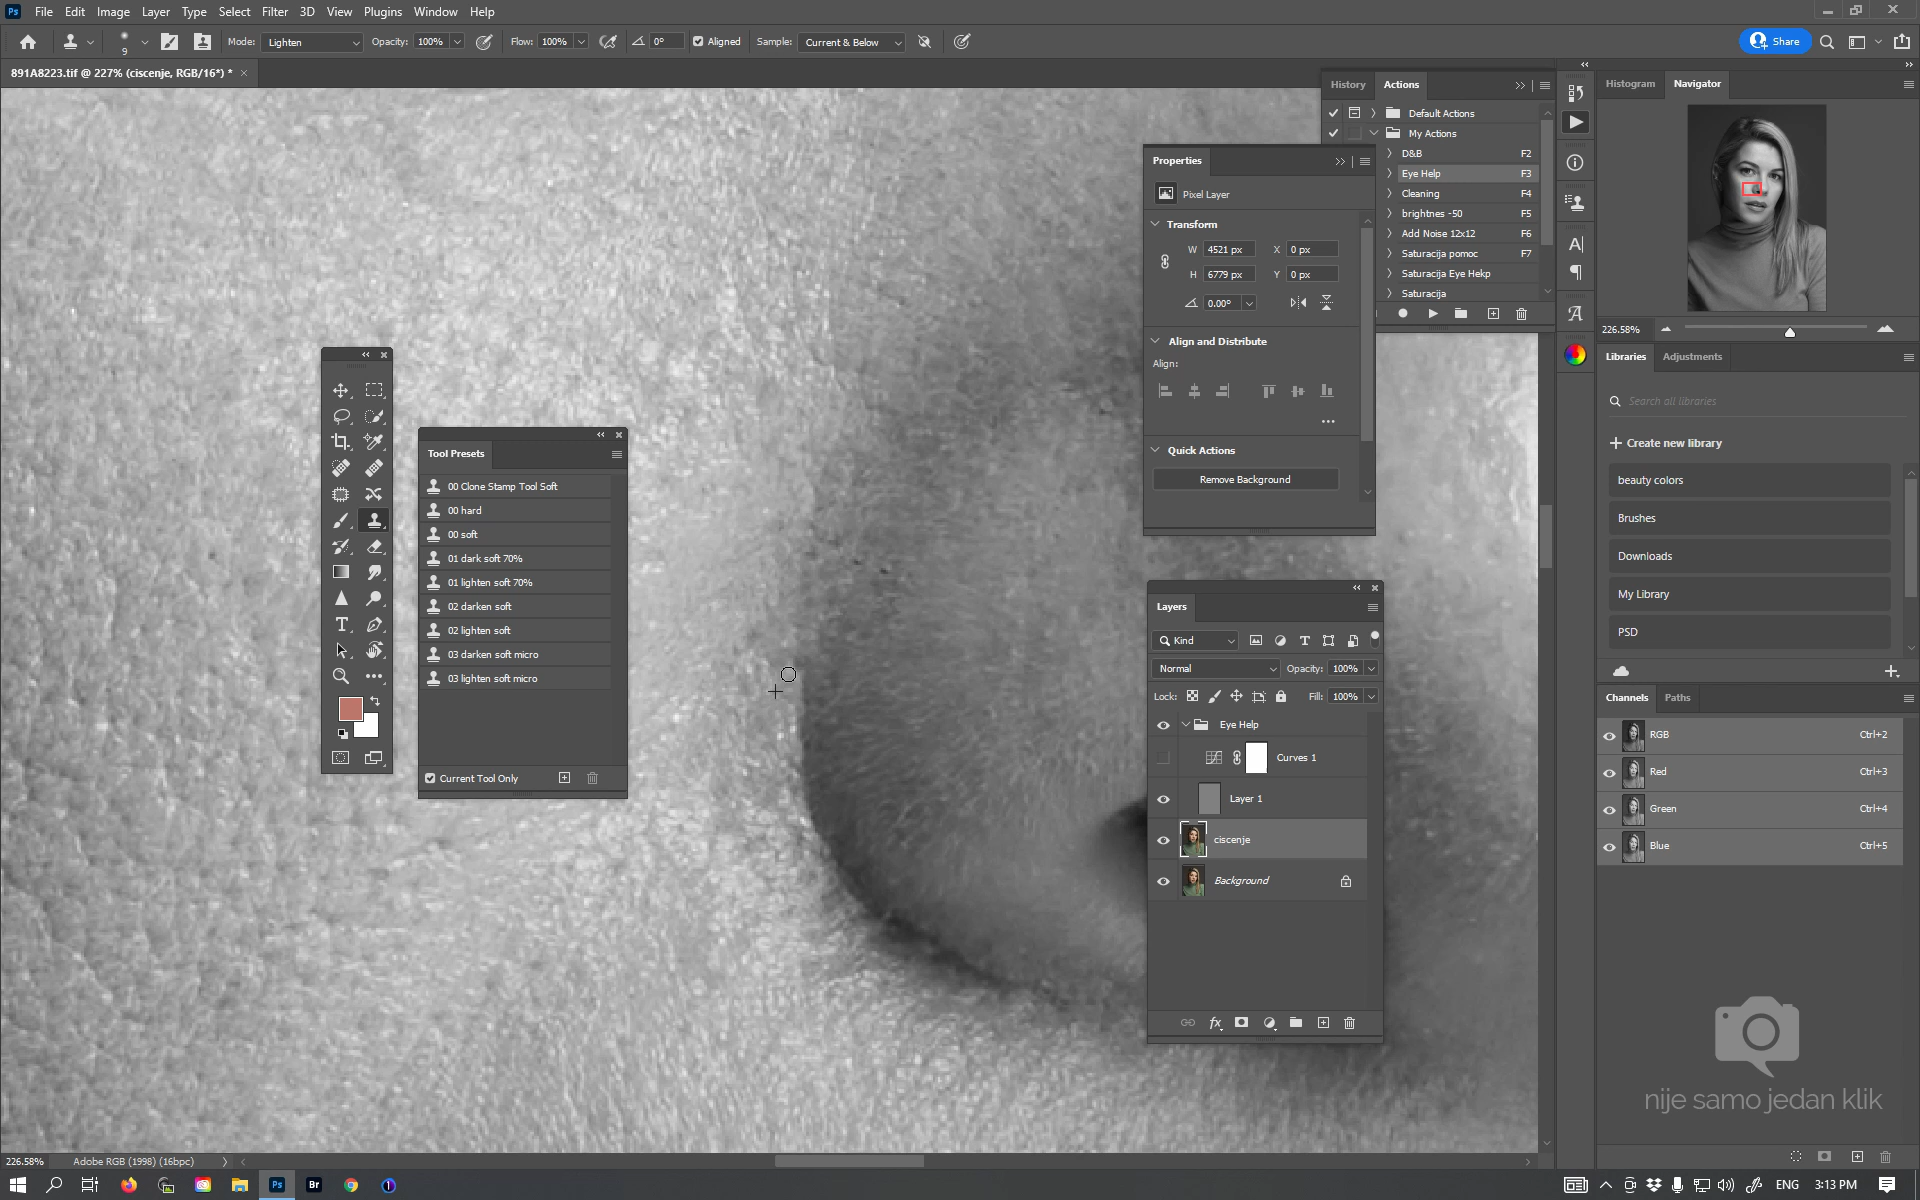 Ps File Edit Image Layer Type Select Filter 3D View Plugins Window Help
9 Mode: Lighten Opacity: 100% Flow: 100% 0° Aligned Sample: Current & Below Share
891A8223.tif @ 227% (ciscenje, RGB/16*) *
History Actions
Default Actions
My Actions
D&B F2
Eye Help F3
Cleaning F4
brightnes -50 F5
Add Noise 12x12 F6
Saturacija pomoc F7
Saturacija Eye Hekp
Saturacija
Properties
Pixel Layer
Transform
W 4521 px X 0 px
H 6779 px Y 0 px
0.00°
Align and Distribute
Align:
Quick Actions
Remove Background
Tool Presets
00 Clone Stamp Tool Soft
00 hard
00 soft
01 dark soft 70%
01 lighten soft 70%
02 darken soft
02 lighten soft
03 darken soft micro
03 lighten soft micro
Current Tool Only
Layers
Kind
Normal Opacity: 100%
Lock: Fill: 100%
Eye Help
Curves 1
Layer 1
ciscenje
Background
Histogram Navigator
226.58%
Libraries Adjustments
Search all libraries
Create new library
beauty colors
Brushes
Downloads
My Library
PSD
Channels Paths
RGB Ctrl+2
Red Ctrl+3
Green Ctrl+4
Blue Ctrl+5
nije samo jedan klik
226.58% Adobe RGB (1998) (16bpc)
Ps Br ENG 3:13 PM